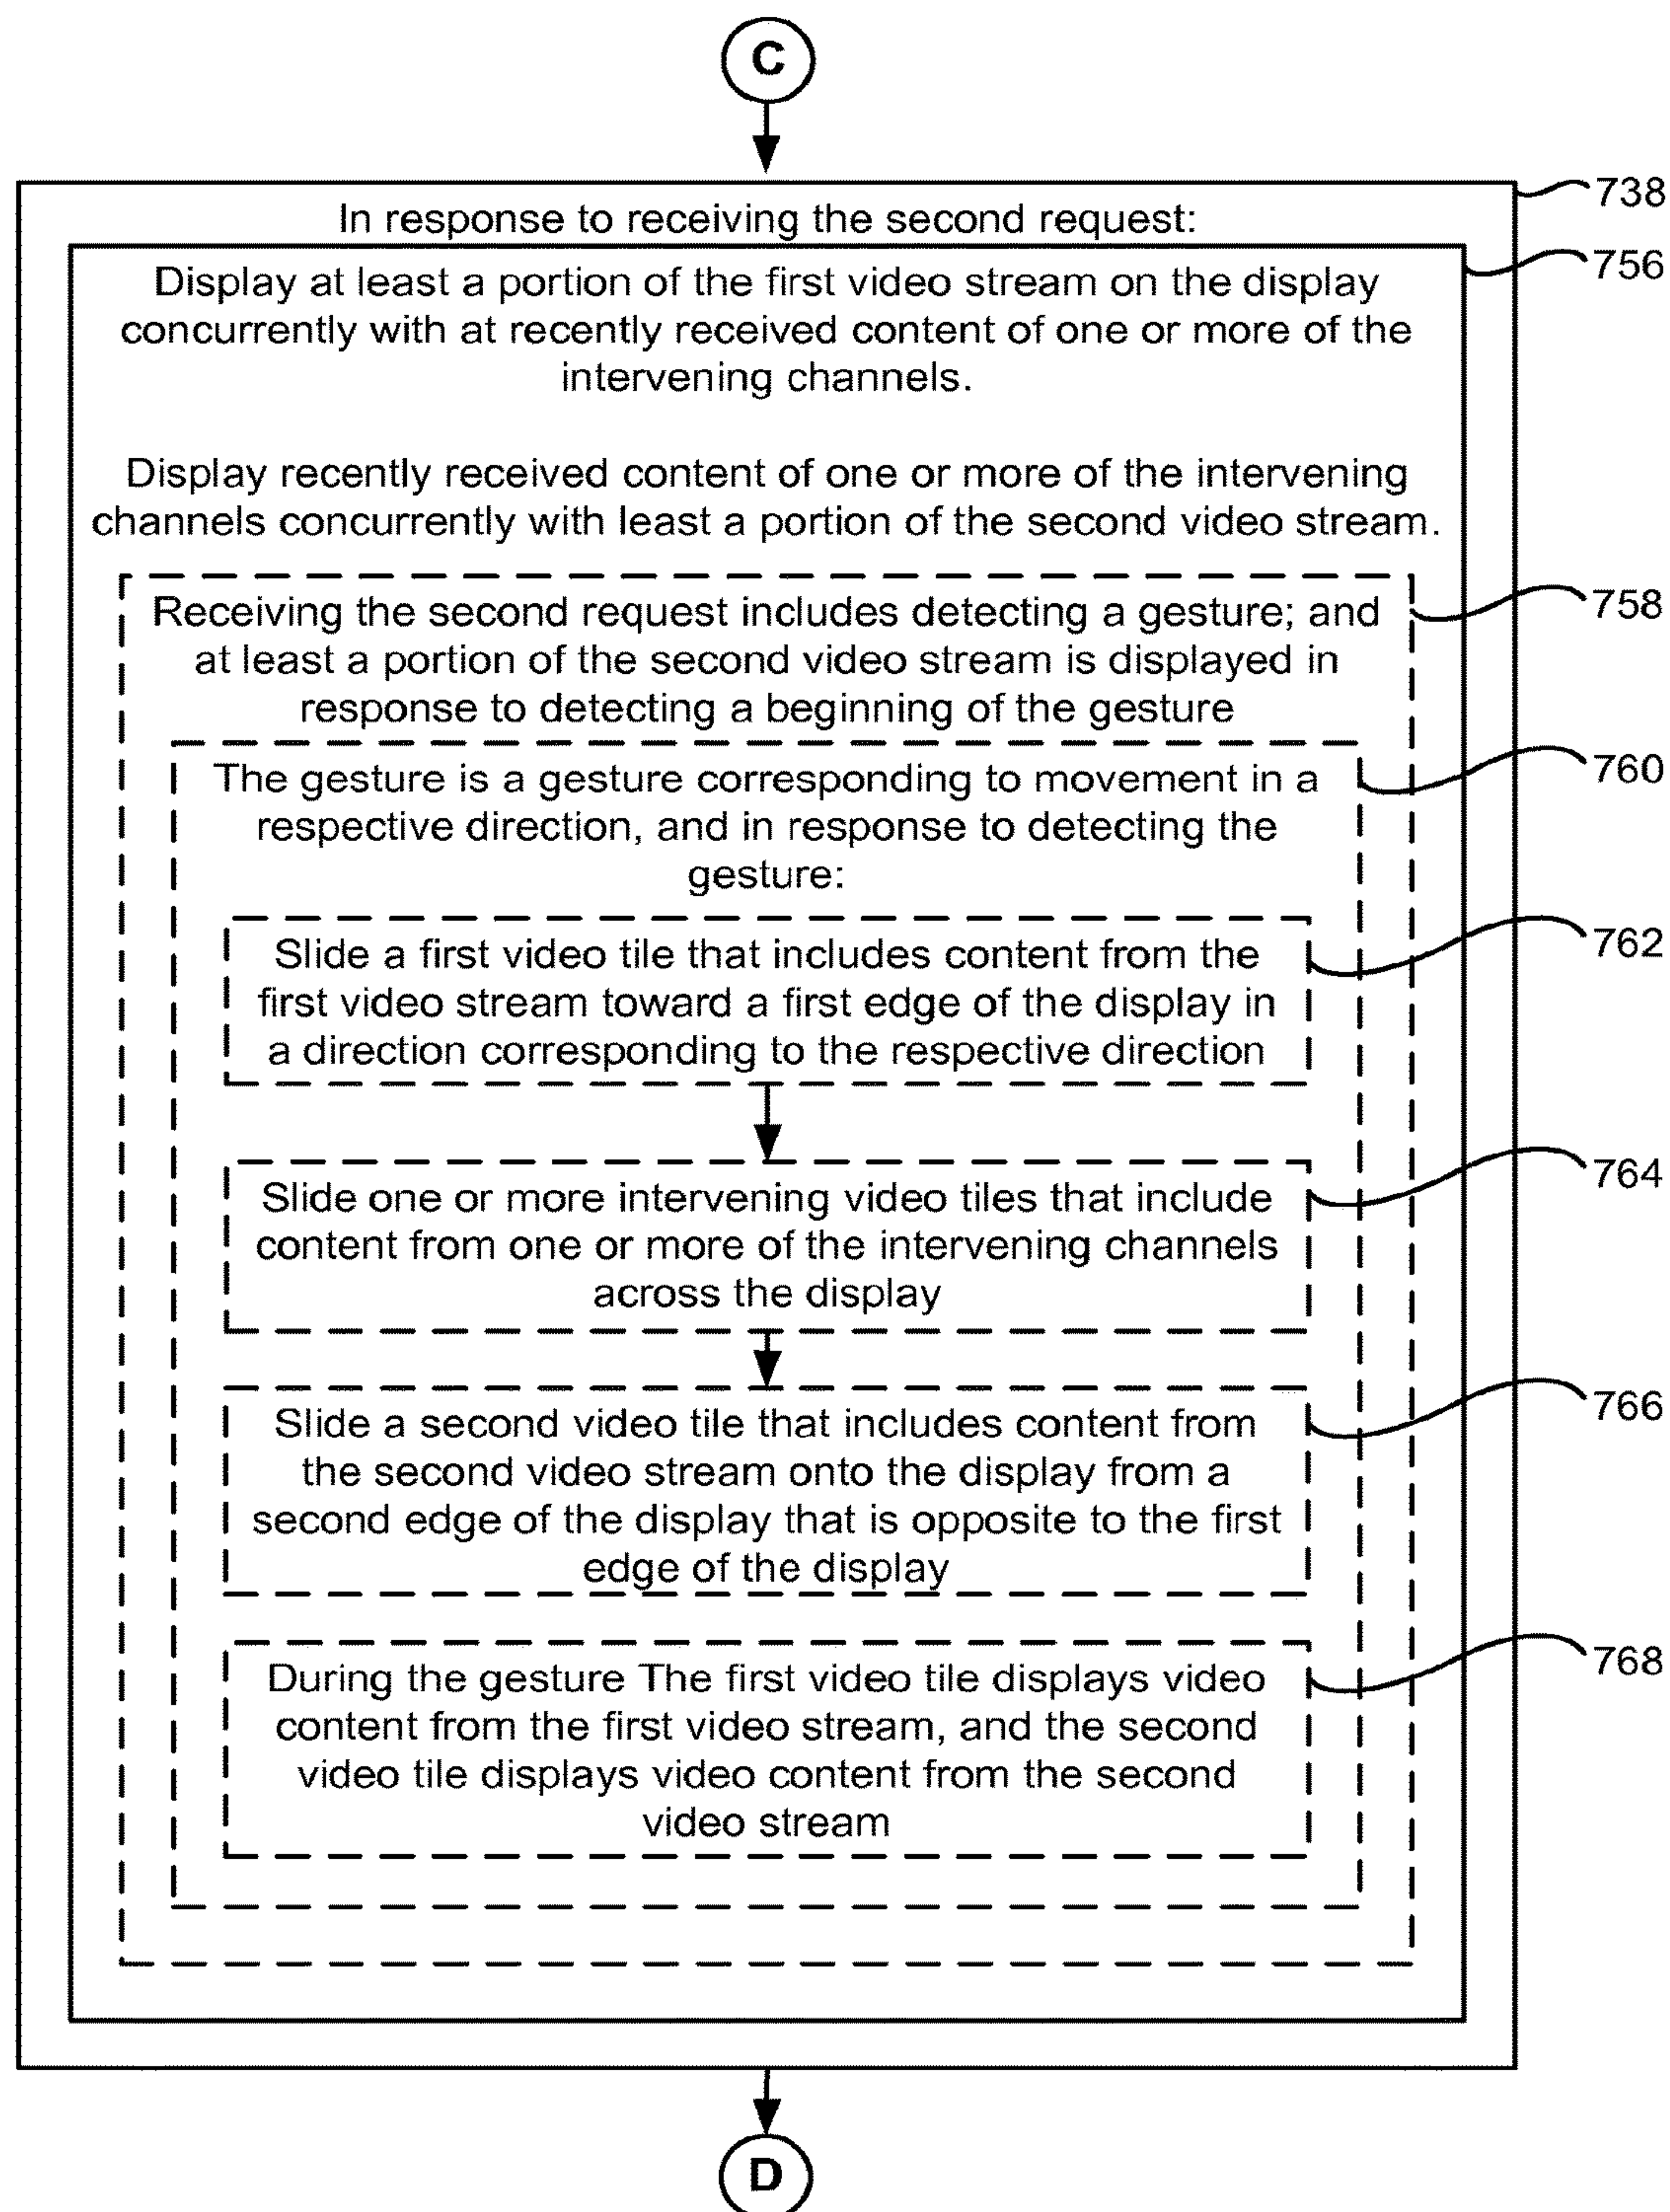 C
738
In response to receiving the second request:
756
Display at least a portion of the first video stream on the display
concurrently with at recently received content of one or more of the
intervening channels.
Display recently received content of one or more of the intervening
channels concurrently with least a portion of the second video stream.
758
Receiving the second request includes detecting a gesture; and
at least a portion of the second video stream is displayed in
response to detecting a beginning of the gesture
760
The gesture is a gesture corresponding to movement in a
respective direction, and in response to detecting the
gesture:
762
Slide a first video tile that includes content from the
first video stream toward a first edge of the display in
a direction corresponding to the respective direction
764
Slide one or more intervening video tiles that include
content from one or more of the intervening channels
across the display
766
Slide a second video tile that includes content from
the second video stream onto the display from a
second edge of the display that is opposite to the first
edge of the display
768
During the gesture The first video tile displays video
content from the first video stream, and the second
video tile displays video content from the second
video stream
D